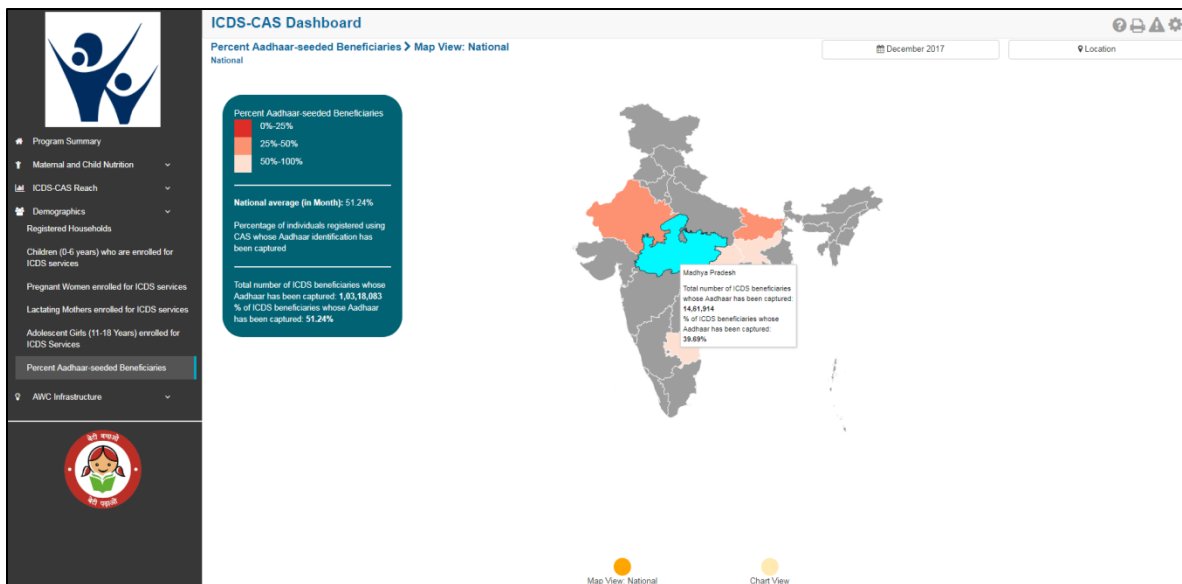 ICDS-CAS Dashboard
Percent Aadhaar-seeded Beneficiaries > Map View: National
National
December 2017
Location
Program Summary
Maternal and Child Nutrition
ICDS-CAS Reach
Demographics
Registered Households
Children (0-6 years) who are enrolled for
ICDS services
Pregnant Women enrolled for ICDS services
Lactating Mothers enrolled for ICDS services
Adolescent Girls (11-18 Years) enrolled for
ICDS Services
Percent Aadhaar-seeded Beneficiaries
AWC Infrastructure
बेटी बचाओ
बेटी पढ़ाओ
Percent Aadhaar-seeded Beneficiaries
0%-25%
25%-50%
50%-100%
National average (in Month): 51.24%
Percentage of individuals registered using
CAS whose Aadhaar identification has
been captured
Total number of ICDS beneficiaries whose
Aadhaar has been captured: 1,03,18,083
% of ICDS beneficiaries whose Aadhaar
has been captured: 51.24%
Madhya Pradesh
Total number of ICDS beneficiaries
whose Aadhaar has been captured:
14,61,914
% of ICDS beneficiaries whose
Aadhaar has been captured:
39.69%
Map View: National
Chart View